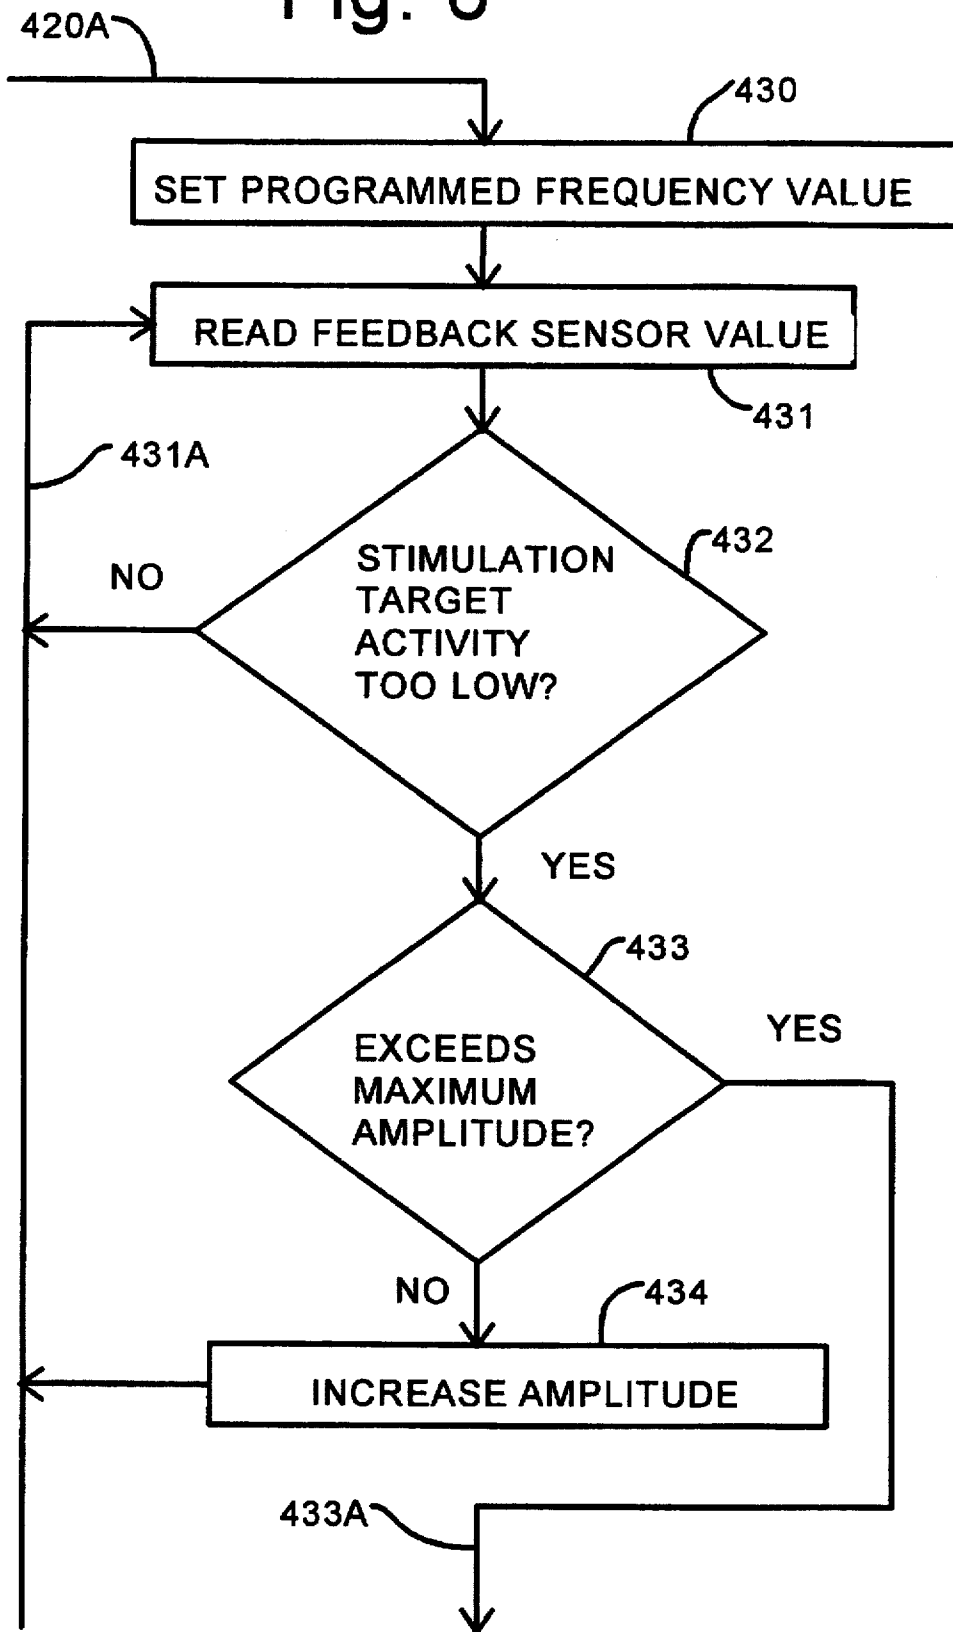 Fig.
420A
430
SET PROGRAMMED FREQUENCY VALUE
READ FEEDBACK SENSOR VALUE
431
431A
432
STIMULATION
TARGET
ACTIVITY
TOO LOW?
NO
YES
433
YES
EXCEEDS
MAXIMUM
AMPLITUDE?
NO
434
INCREASE AMPLITUDE
433A